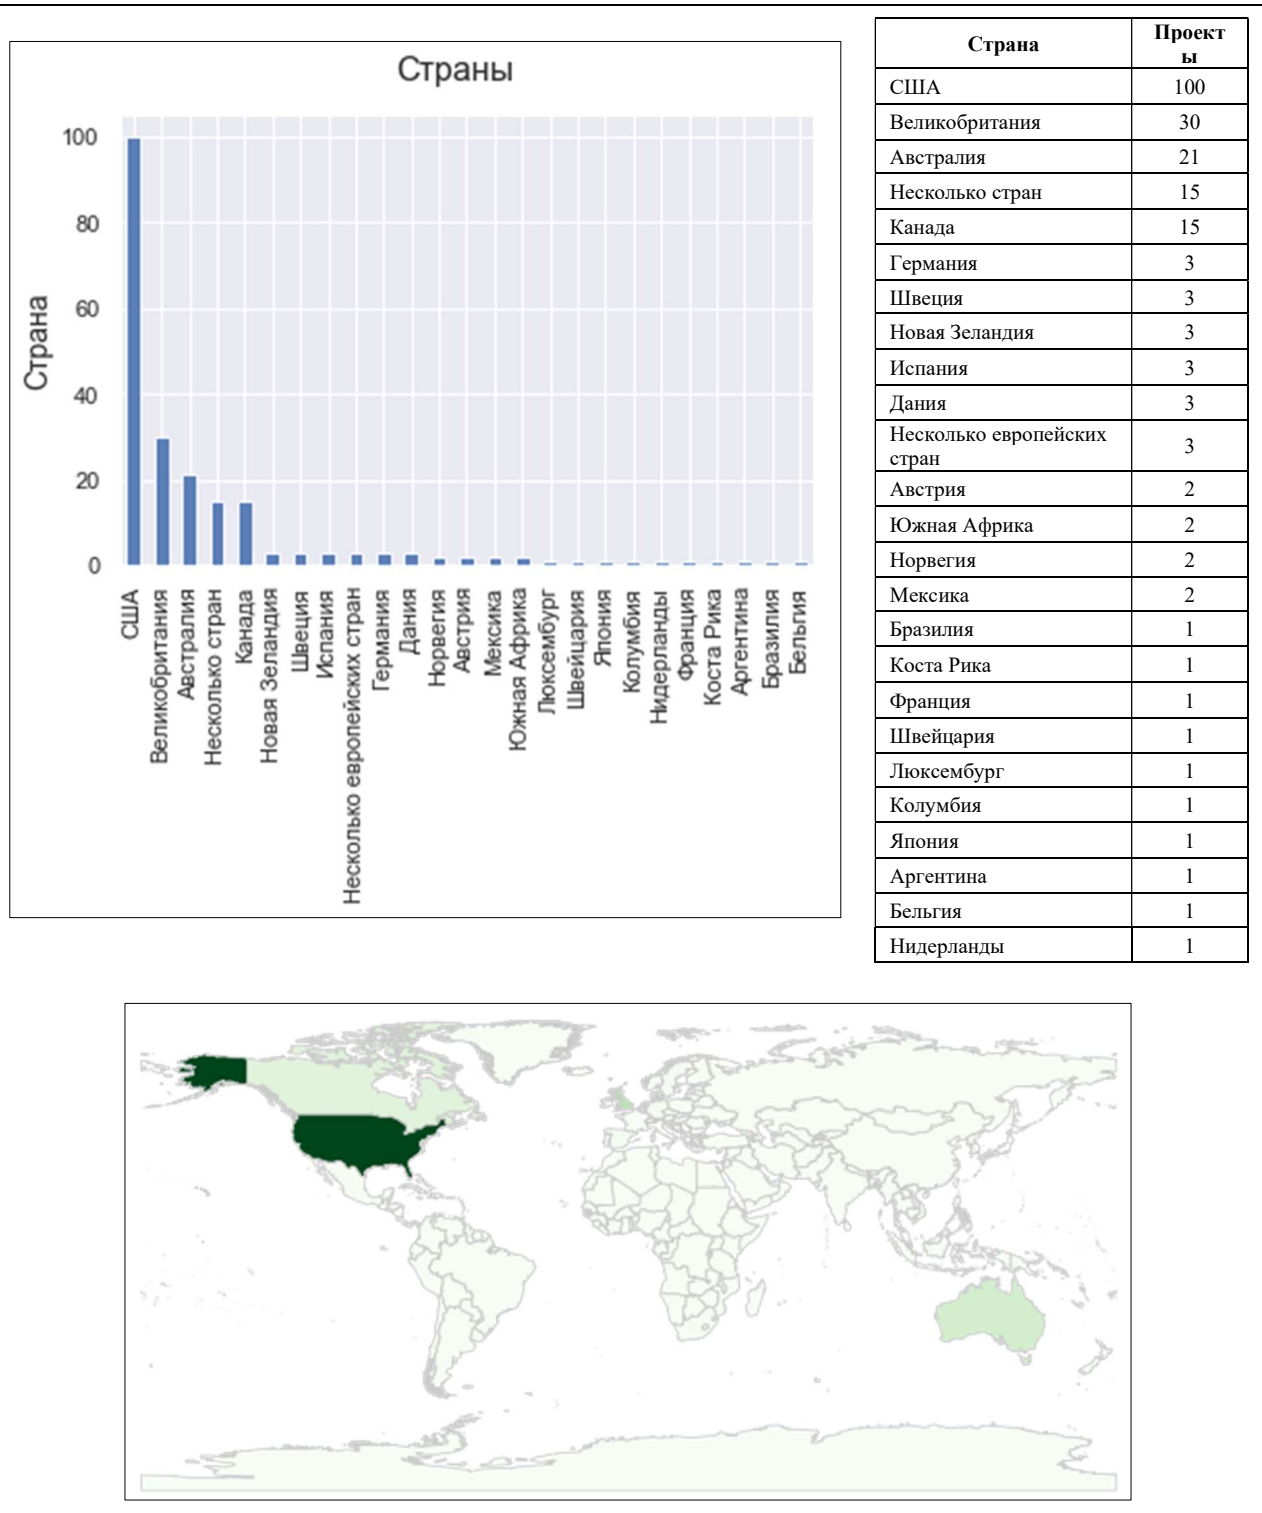 Страны
Страна
100
80
60
40
20
0
США
Великобритания
Австралия
Несколько стран
Канада
Новая Зеландия
Швеция
Испания
Несколько европейских стран
Германия
Дания
Норвегия
Австрия
Мексика
Южная Африка
Люксембург
Швейцария
Япония
Колумбия
Нидерланды
Франция
Коста Рика
Аргентина
Бразилия
Бельгия
Страна Проект
ы
США 100
Великобритания 30
Австралия 21
Несколько стран 15
Канада 15
Германия 3
Швеция 3
Новая Зеландия 3
Испания 3
Дания 3
Несколько европейских
стран 3
Австрия 2
Южная Африка 2
Норвегия 2
Мексика 2
Бразилия 1
Коста Рика 1
Франция 1
Швейцария 1
Люксембург 1
Колумбия 1
Япония 1
Аргентина 1
Бельгия 1
Нидерланды 1